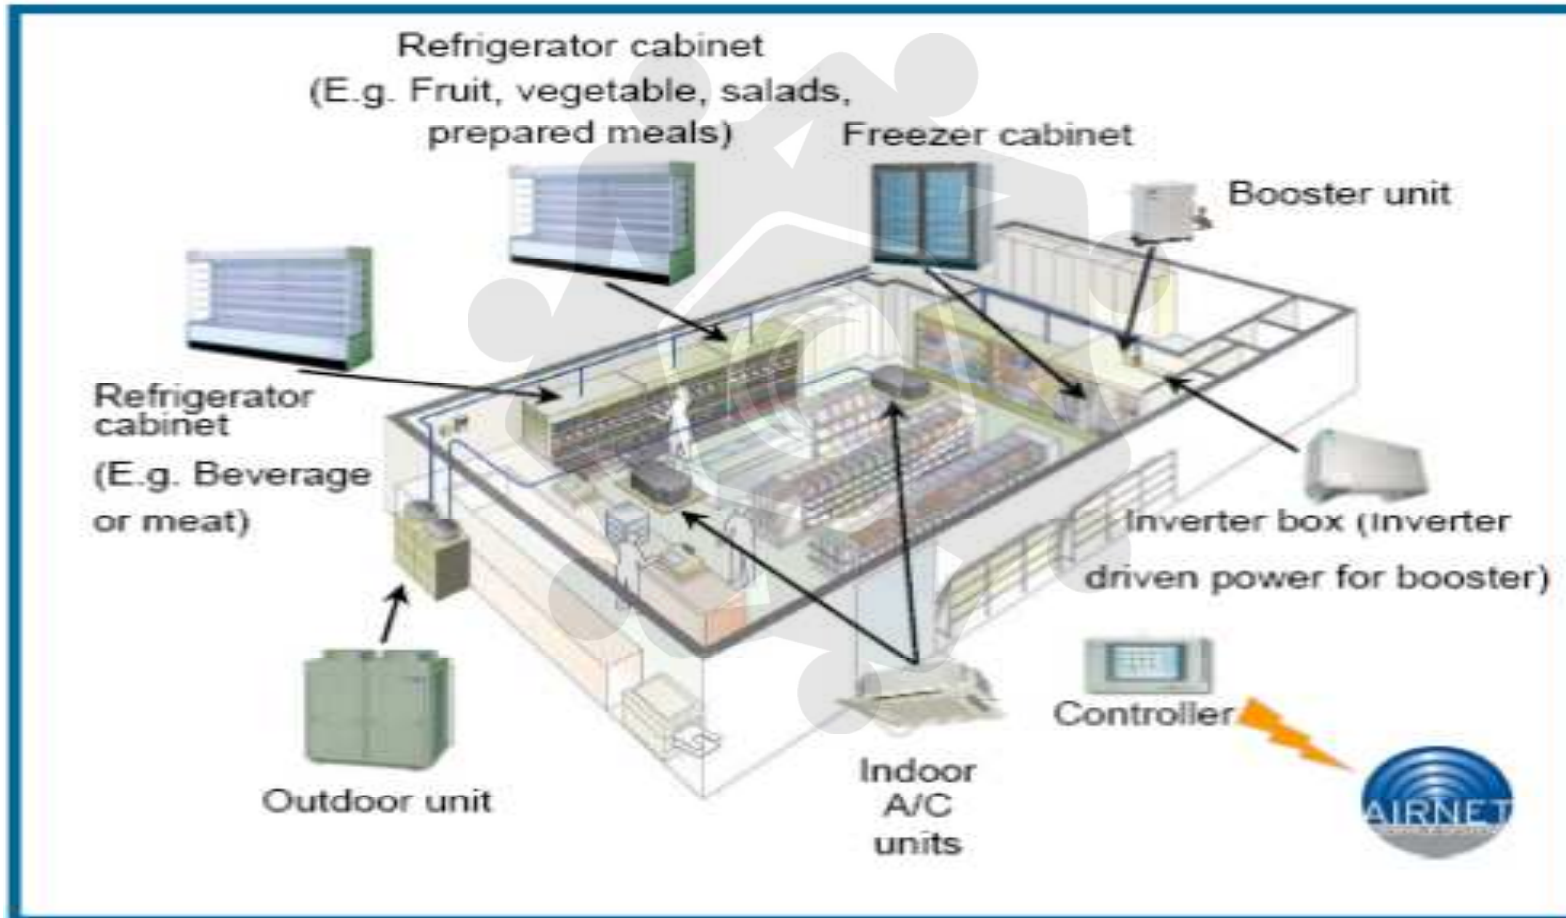 Refrigerator cabinet
(E.g. Fruit, vegetable, salads,
prepared meals)
Freezer cabinet
Booster unit
Refrigerator
cabinet
(E.g. Beverage
or meat)
Inverter box (Inverter
driven power for booster)
Controller
Outdoor unit
Indoor
A/C
units
AIRNET